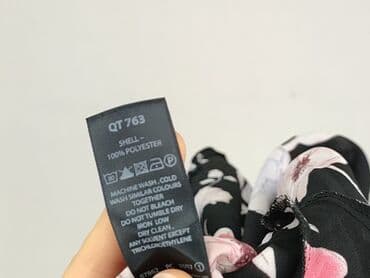 QT 763
SHELL -
100% POLYESTER
MACHINE WASH, COLD
WASH SIMILAR COLOURS
TOGETHER
DO NOT BLEACH
DO NOT TUMBLE DRY
IRON LOW
DRY CLEAN,
ANY SOLVENT EXCEPT
TRICHLOROETHYLENE